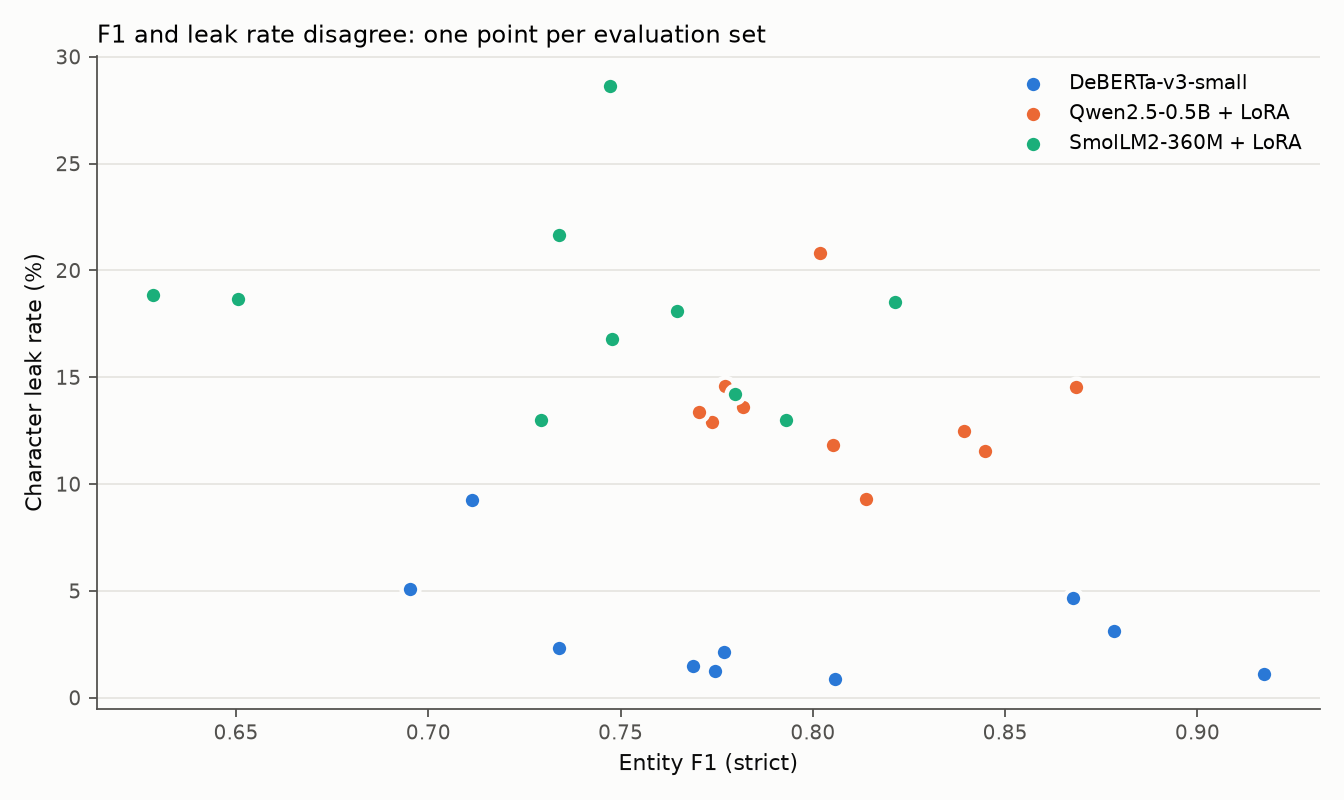 F1 and leak rate disagree: one point per evaluation set
30
25
20
15
10
5
0
Character leak rate (%)
DeBERTa-v3-small
Qwen2.5-0.5B + LoRA
SmolLM2-360M + LoRA
0.65 0.70 0.75 0.80 0.85 0.90
Entity F1 (strict)